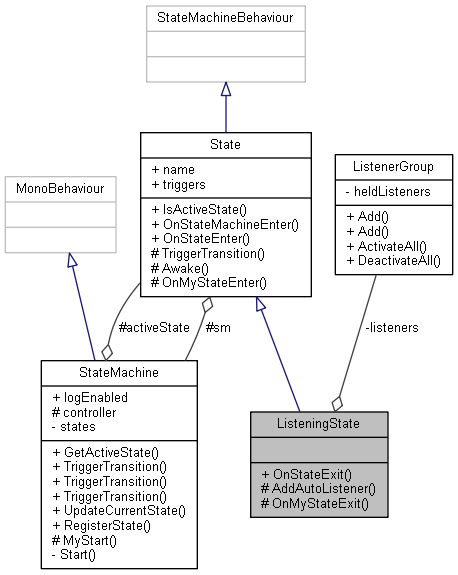 StateMachineBehaviour
State
+ name
+ triggers
+ IsActiveState()
+ OnStateMachineEnter()
+ OnStateEnter()
# TriggerTransition()
# Awake()
# OnMyStateEnter()
ListenerGroup
- heldListeners
+ Add()
+ Add()
+ ActivateAll()
+ DeactivateAll()
MonoBehaviour
#activeState
#sm
-listeners
StateMachine
+ logEnabled
# controller
- states
+ GetActiveState()
+ TriggerTransition()
+ TriggerTransition()
+ TriggerTransition()
+ UpdateCurrentState()
+ RegisterState()
# MyStart()
- Start()
ListeningState
+ OnStateExit()
# AddAutoListener()
# OnMyStateExit()